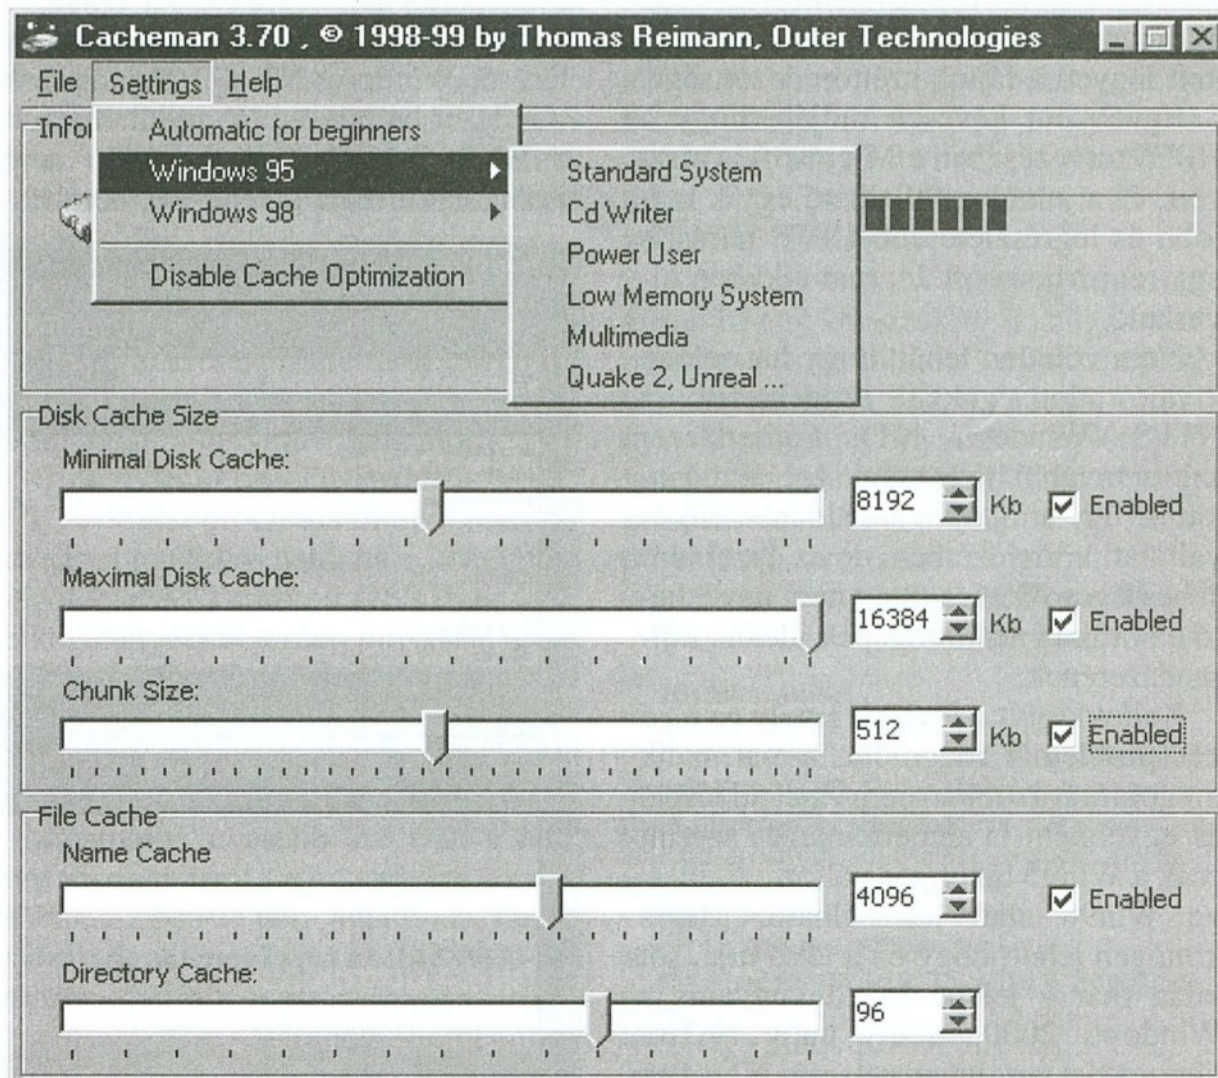 Cacheman 3.70 , © 1998-99 by Thomas Reimann, Outer Technologies
File Settings Help
Automatic for beginners
Windows 95
Windows 98
Disable Cache Optimization
Standard System
Cd Writer
Power User
Low Memory System
Multimedia
Quake 2, Unreal ...
Infor
Disk Cache Size
Minimal Disk Cache:
8192 Kb Enabled
Maximal Disk Cache:
16384 Kb Enabled
Chunk Size:
512 Kb Enabled
File Cache
Name Cache
4096 Enabled
Directory Cache:
96